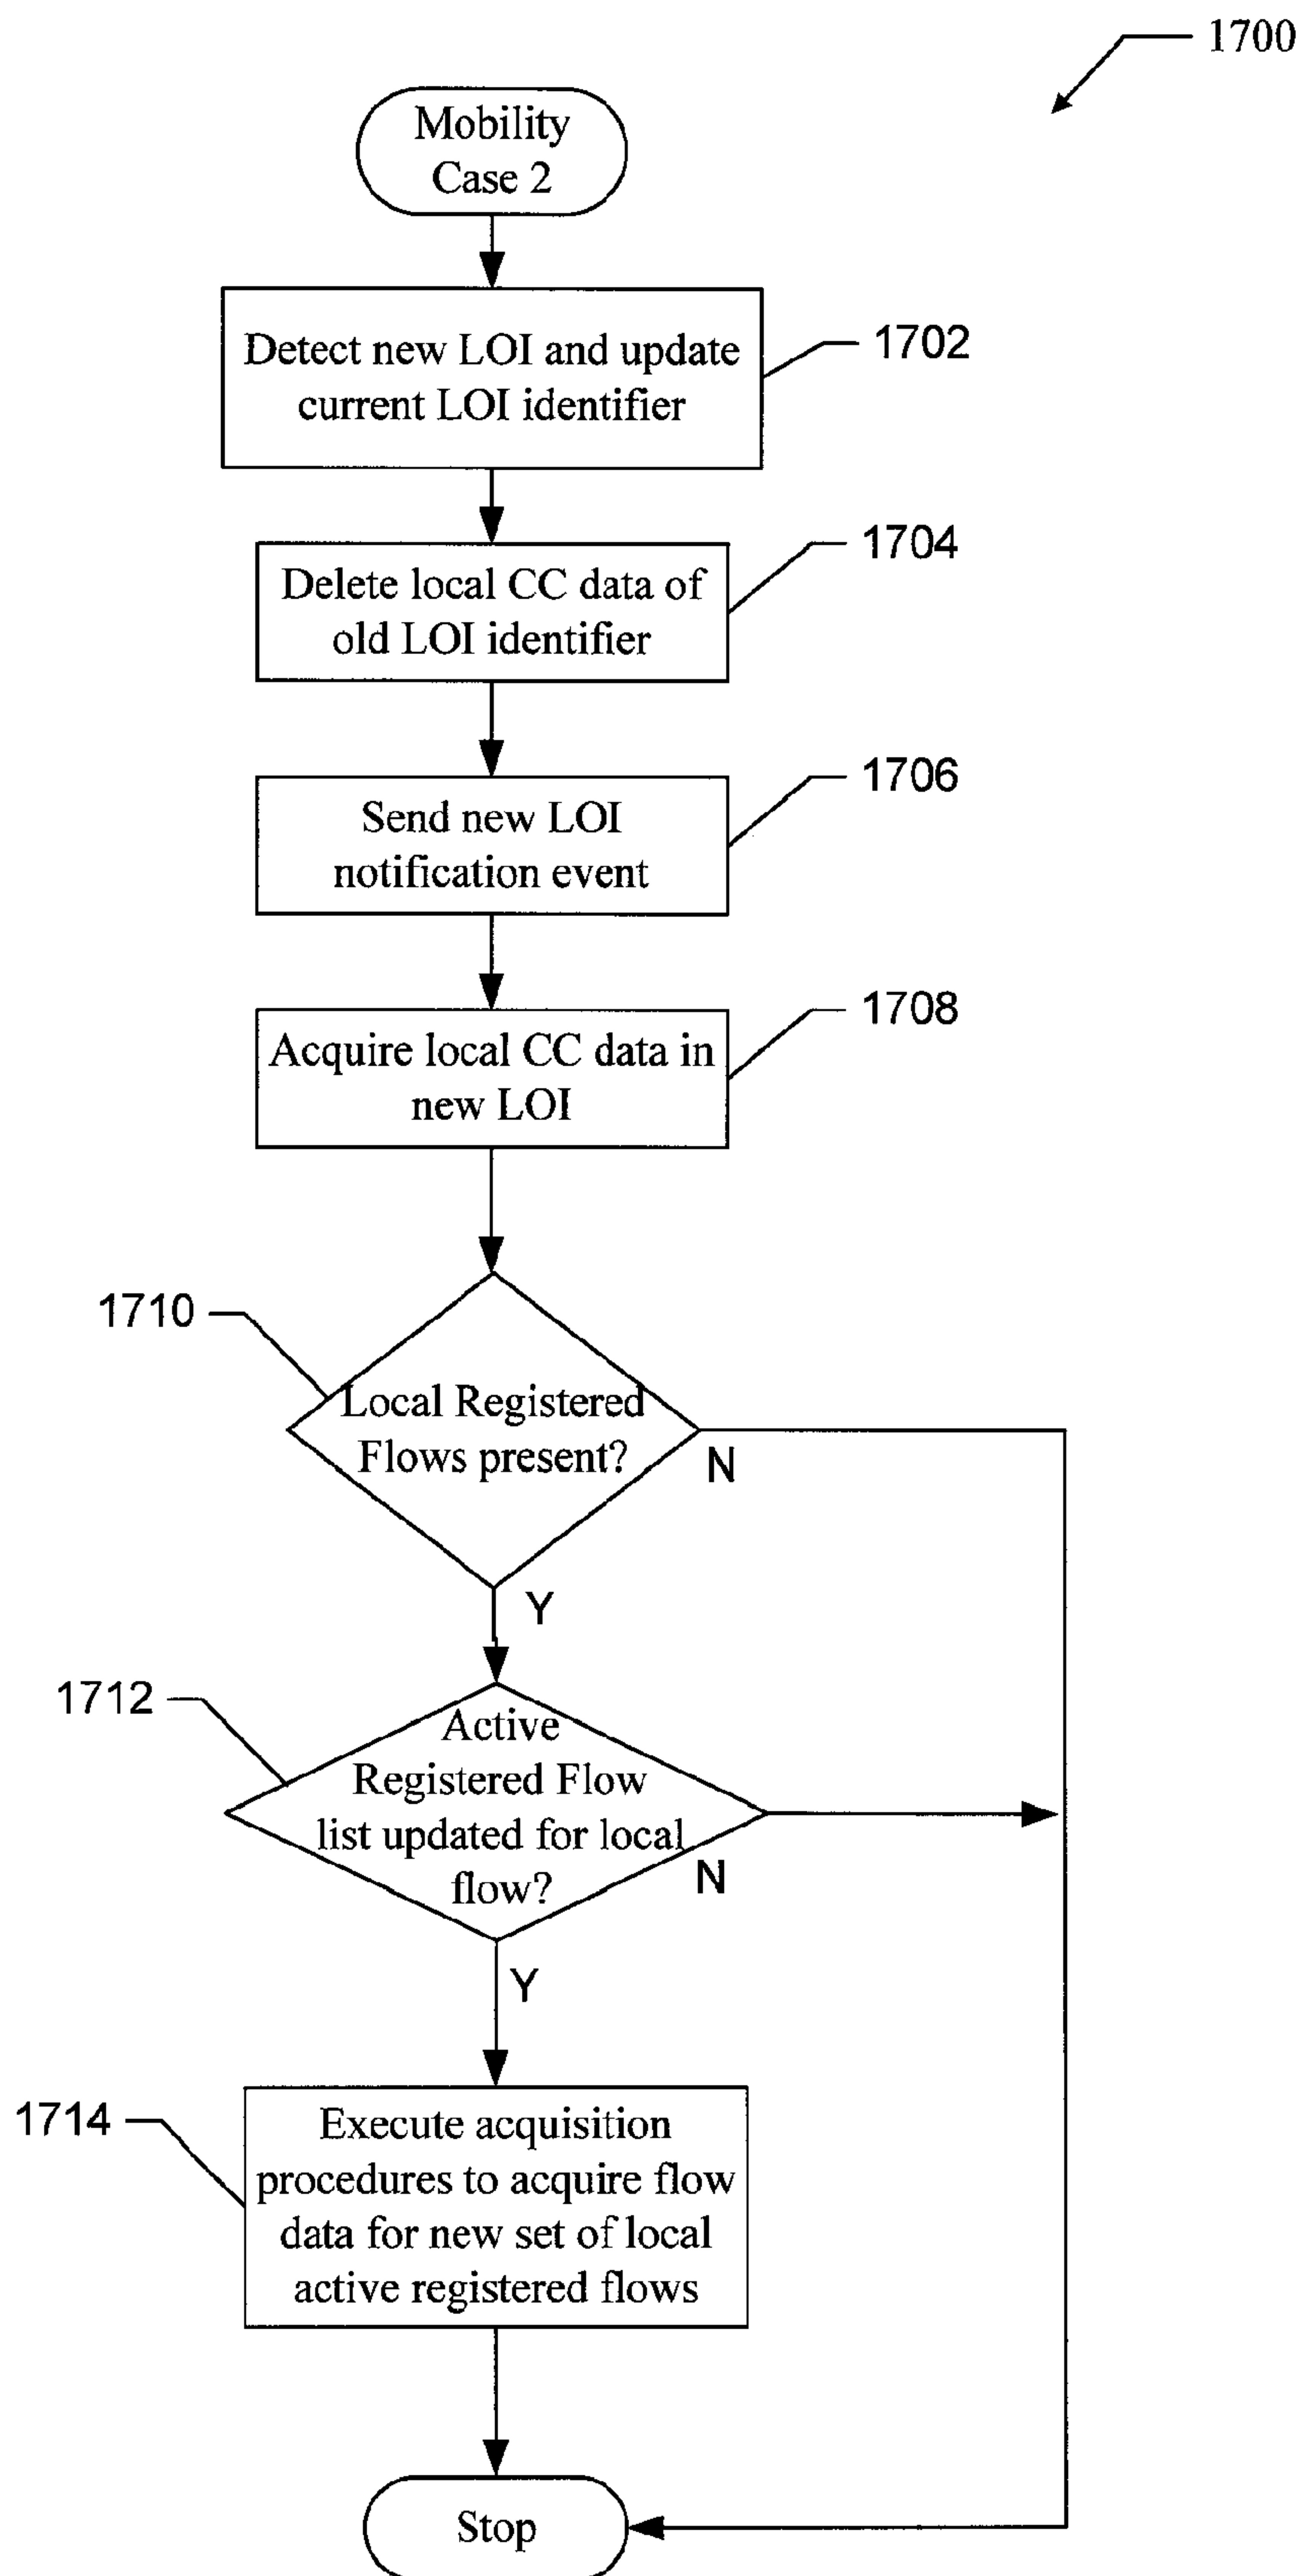 1700
Mobility
Case 2
Detect new LOI and update
current LOI identifier
1702
Delete local CC data of
old LOI identifier
1704
Send new LOI
notification event
1706
Acquire local CC data in
new LOI
1708
1710
Local Registered
Flows present?
N
Y
1712
Active
Registered Flow
list updated for local
flow?
N
Y
1714
Execute acquisition
procedures to acquire flow
data for new set of local
active registered flows
Stop